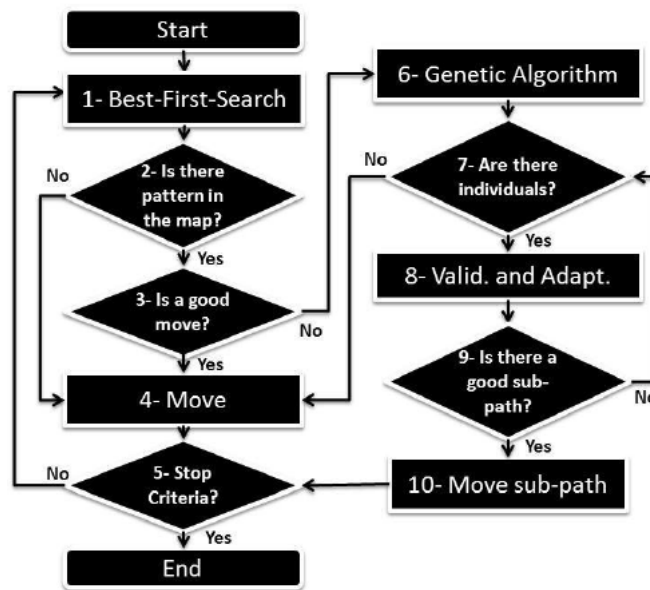 Start
1- Best-First-Search
No
2- Is there
pattern in
the map?
Yes
3- Is a good
move?
No
Yes
4- Move
No
5- Stop
Criteria?
Yes
End
6- Genetic Algorithm
No
7- Are there
individuals?
Yes
8- Valid. and Adapt.
9- Is there a
good sub-
path?
No
Yes
10- Move sub-path